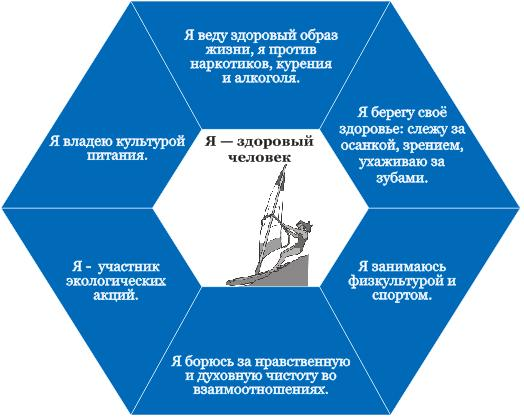 Я веду здоровый образ
жизни, я против
наркотиков, курения
и алкоголя.
Я берегу своё
здоровье: слежу за
осанкой, зрением,
ухаживаю за
зубами.
Я владею культурой
питания.
Я — здоровый
человек
Я - участник
экологических
акций.
Я занимаюсь
физкультурой и
спортом.
Я борюсь за нравственную
и духовную чистоту во
взаимоотношениях.